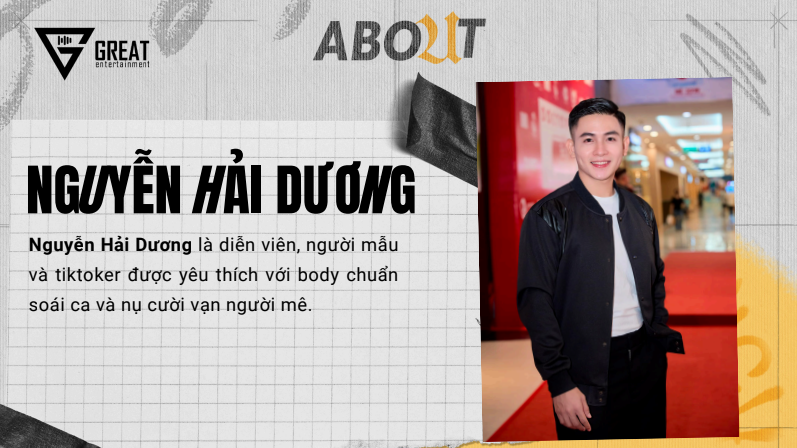 GREAT
entertainment
ABOUT
NGUYỄN HẢI DƯƠNG
Nguyễn Hải Dương là diễn viên, người mẫu
và tiktoker được yêu thích với body chuẩn
soái ca và nụ cười vạn người mê.